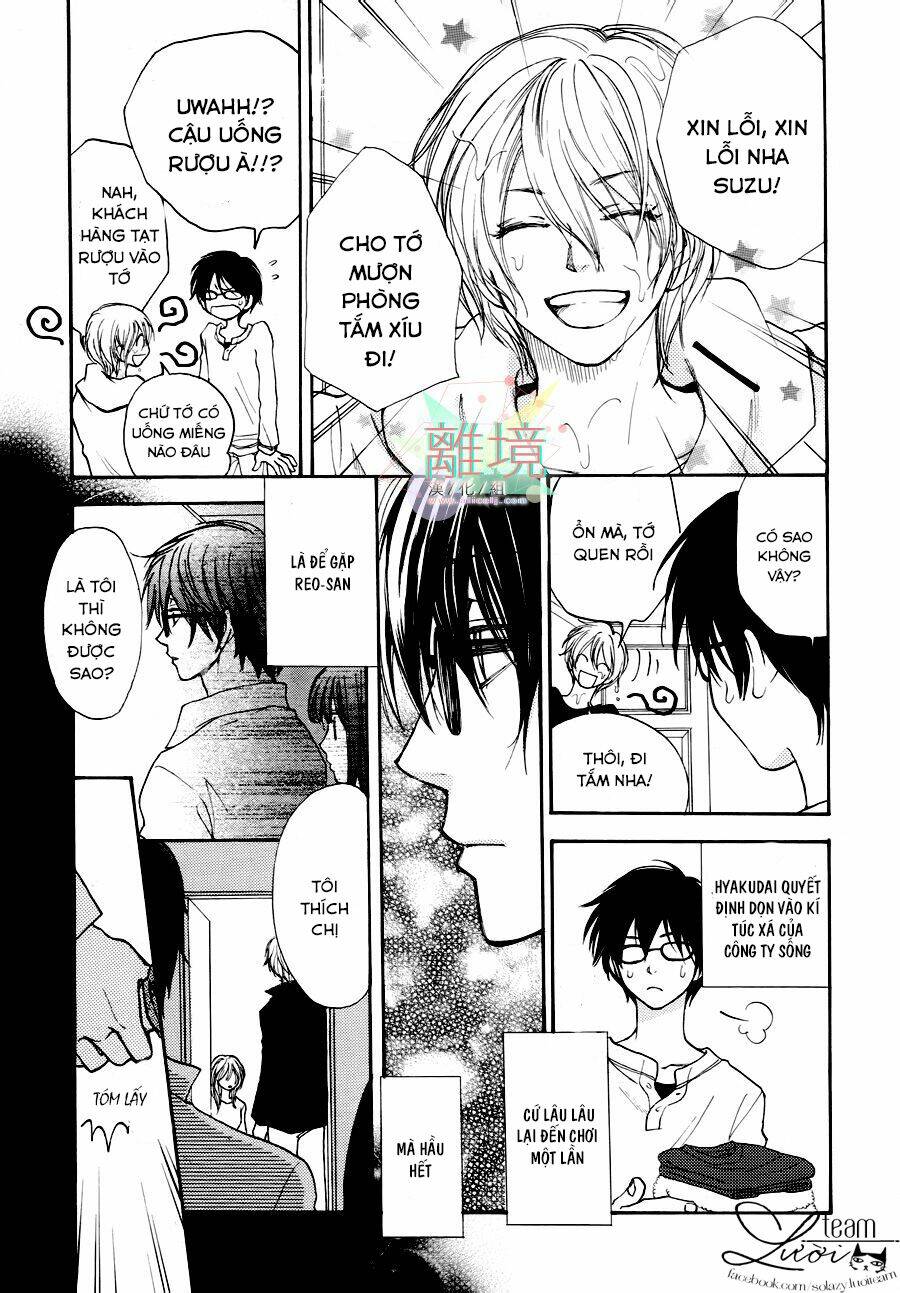 XIN LỖI, XIN
LỖI NHA
SUZU!
CHO TỚ
MƯỢN
PHÒNG
TẮM XÍU
ĐI!
UWAHH!?
CẬU UỐNG
RƯỢU À!!?
NAH,
KHÁCH
HÀNG TẠT
RƯỢU VÀO
TỚ
CHỨ TỚ CÓ
UỐNG MIẾNG
NÀO ĐÂU
離境
漢化組
CÓ SAO
KHÔNG
VẬY?
ỔN MÀ, TỚ
QUEN RỒI
THÔI, ĐI
TẮM NHA!
HYAKUDAI QUYẾT
ĐỊNH DỌN VÀO KÍ
TÚC XÁ CỦA
CÔNG TY SỐNG
CỨ LÂU LÂU
LẠI ĐẾN CHƠI
MỘT LẦN
MÀ HẦU
HẾT
LÀ ĐỂ GẶP
REO-SAN
LÀ TÔI
THÌ
KHÔNG
ĐƯỢC
SAO?
TÔI
THÍCH
CHỊ
TÓM LẤY
team
Lười
facebook.com/solazy.luoiteam